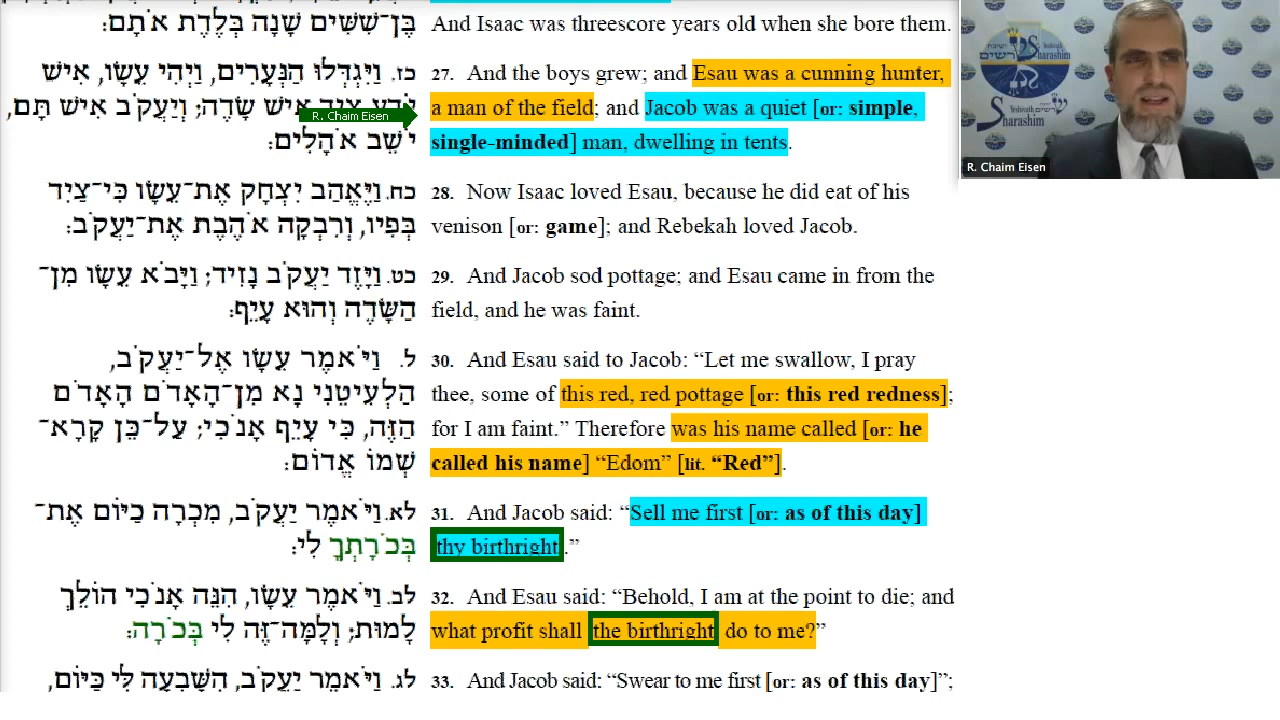 בֶּן־שִׁשִּׁים שָׁנָה בְּלֶדֶת אֹתָם׃
And Isaac was threescore years old when she bore them.
כז. וַיִּגְדְּלוּ הַנְּעָרִים, וַיְהִי עֵשָׂו, אִישׁ
אִישׁ שָׂדֶה; וְיַעֲקֹב אִישׁ תָּם,
יֹשֵׁב אֹהָלִים׃
27. And the boys grew; and Esau was a cunning hunter,
a man of the field; and Jacob was a quiet [or: simple,
single-minded] man, dwelling in tents.
R. Chaim Eisen
כח. וַיֶּאֱהַב יִצְחָק אֶת־עֵשָׂו כִּי־צַיִד
בְּפִיו, וְרִבְקָה אֹהֶבֶת אֶת־יַעֲקֹב׃
28. Now Isaac loved Esau, because he did eat of his
venison [or: game]; and Rebekah loved Jacob.
כט. וַיָּזֶד יַעֲקֹב נָזִיד; וַיָּבֹא עֵשָׂו מִן־
הַשָּׂדֶה וְהוּא עָיֵף׃
29. And Jacob sod pottage; and Esau came in from the
field, and he was faint.
ל. וַיֹּאמֶר עֵשָׂו אֶל־יַעֲקֹב,
הַלְעִיטֵנִי נָא מִן־הָאָדֹם הָאָדֹם
הַזֶּה, כִּי עָיֵף אָנֹכִי; עַל־כֵּן קָרָא־
שְׁמוֹ אֱדוֹם׃
30. And Esau said to Jacob: “Let me swallow, I pray
thee, some of this red, red pottage [or: this red redness];
for I am faint.” Therefore was his name called [or: he
called his name] “Edom” [lit. “Red”].
לא. וַיֹּאמֶר יַעֲקֹב, מִכְרָה כַיּוֹם אֶת־
בְּכֹרָתְךָ לִי׃
31. And Jacob said: “Sell me first [or: as of this day]
thy birthright.”
לב. וַיֹּאמֶר עֵשָׂו, הִנֵּה אָנֹכִי הוֹלֵךְ
לָמוּת; וְלָמָּה־זֶּה לִי בְּכֹרָה׃
32. And Esau said: “Behold, I am at the point to die; and
what profit shall the birthright do to me?”
לג. וַיֹּאמֶר יַעֲקֹב, הִשָּׁבְעָה לִּי כַּיּוֹם,
33. And Jacob said: “Swear to me first [or: as of this day]”;
Yeshivath
Sharashim
R. Chaim Eisen